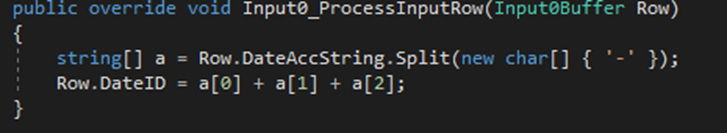 public override void Input0_ProcessInputRow(Input0Buffer Row)
{
string[] a = Row.DateAccString.Split(new char[] { '-' });
Row.DateID = a[0] + a[1] + a[2];
}